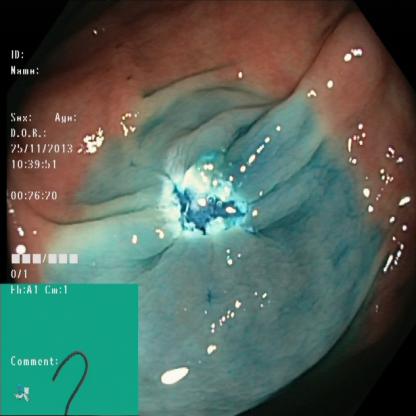 ID:
Name:
Sex: Age:
D.O.B.:
25/11/2013
10:39:51
00:26:20
0/1
Eh:A1 Cm:1
Comment: